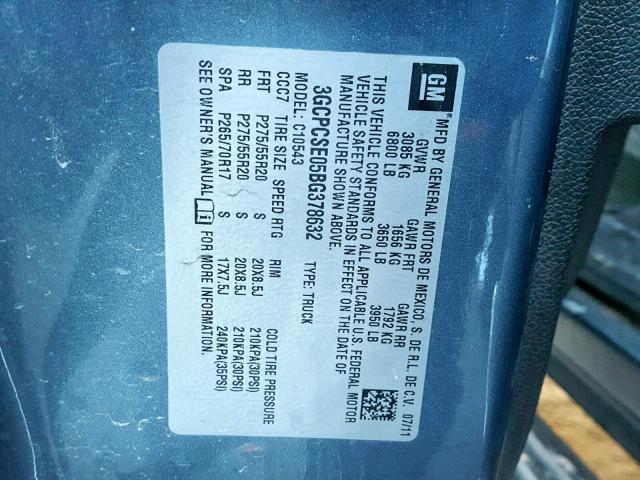 GM
MFD BY GENERAL MOTORS DE MEXICO, S. DE R.L. DE C.V. 07/11
GVWR GAWR FRT GAWR RR
3085 KG 1656 KG 1792 KG
6800 LB 3650 LB 3950 LB
THIS VEHICLE CONFORMS TO ALL APPLICABLE U.S. FEDERAL MOTOR
VEHICLE SAFETY STANDARDS IN EFFECT ON THE DATE OF
MANUFACTURE SHOWN ABOVE.
3GCPCSE05BG378632 TYPE: TRUCK
MODEL: C10543
CCC7 TIRE SIZE SPEED RTG RIM COLD TIRE PRESSURE
FRT P275/55R20 S 20X8.5J 210KPA(30PSI)
RR P275/55R20 S 20X8.5J 210KPA(30PSI)
SPA P265/70R17 S 17X7.5J 240KPA(35PSI)
SEE OWNER'S MANUAL FOR MORE INFORMATION.